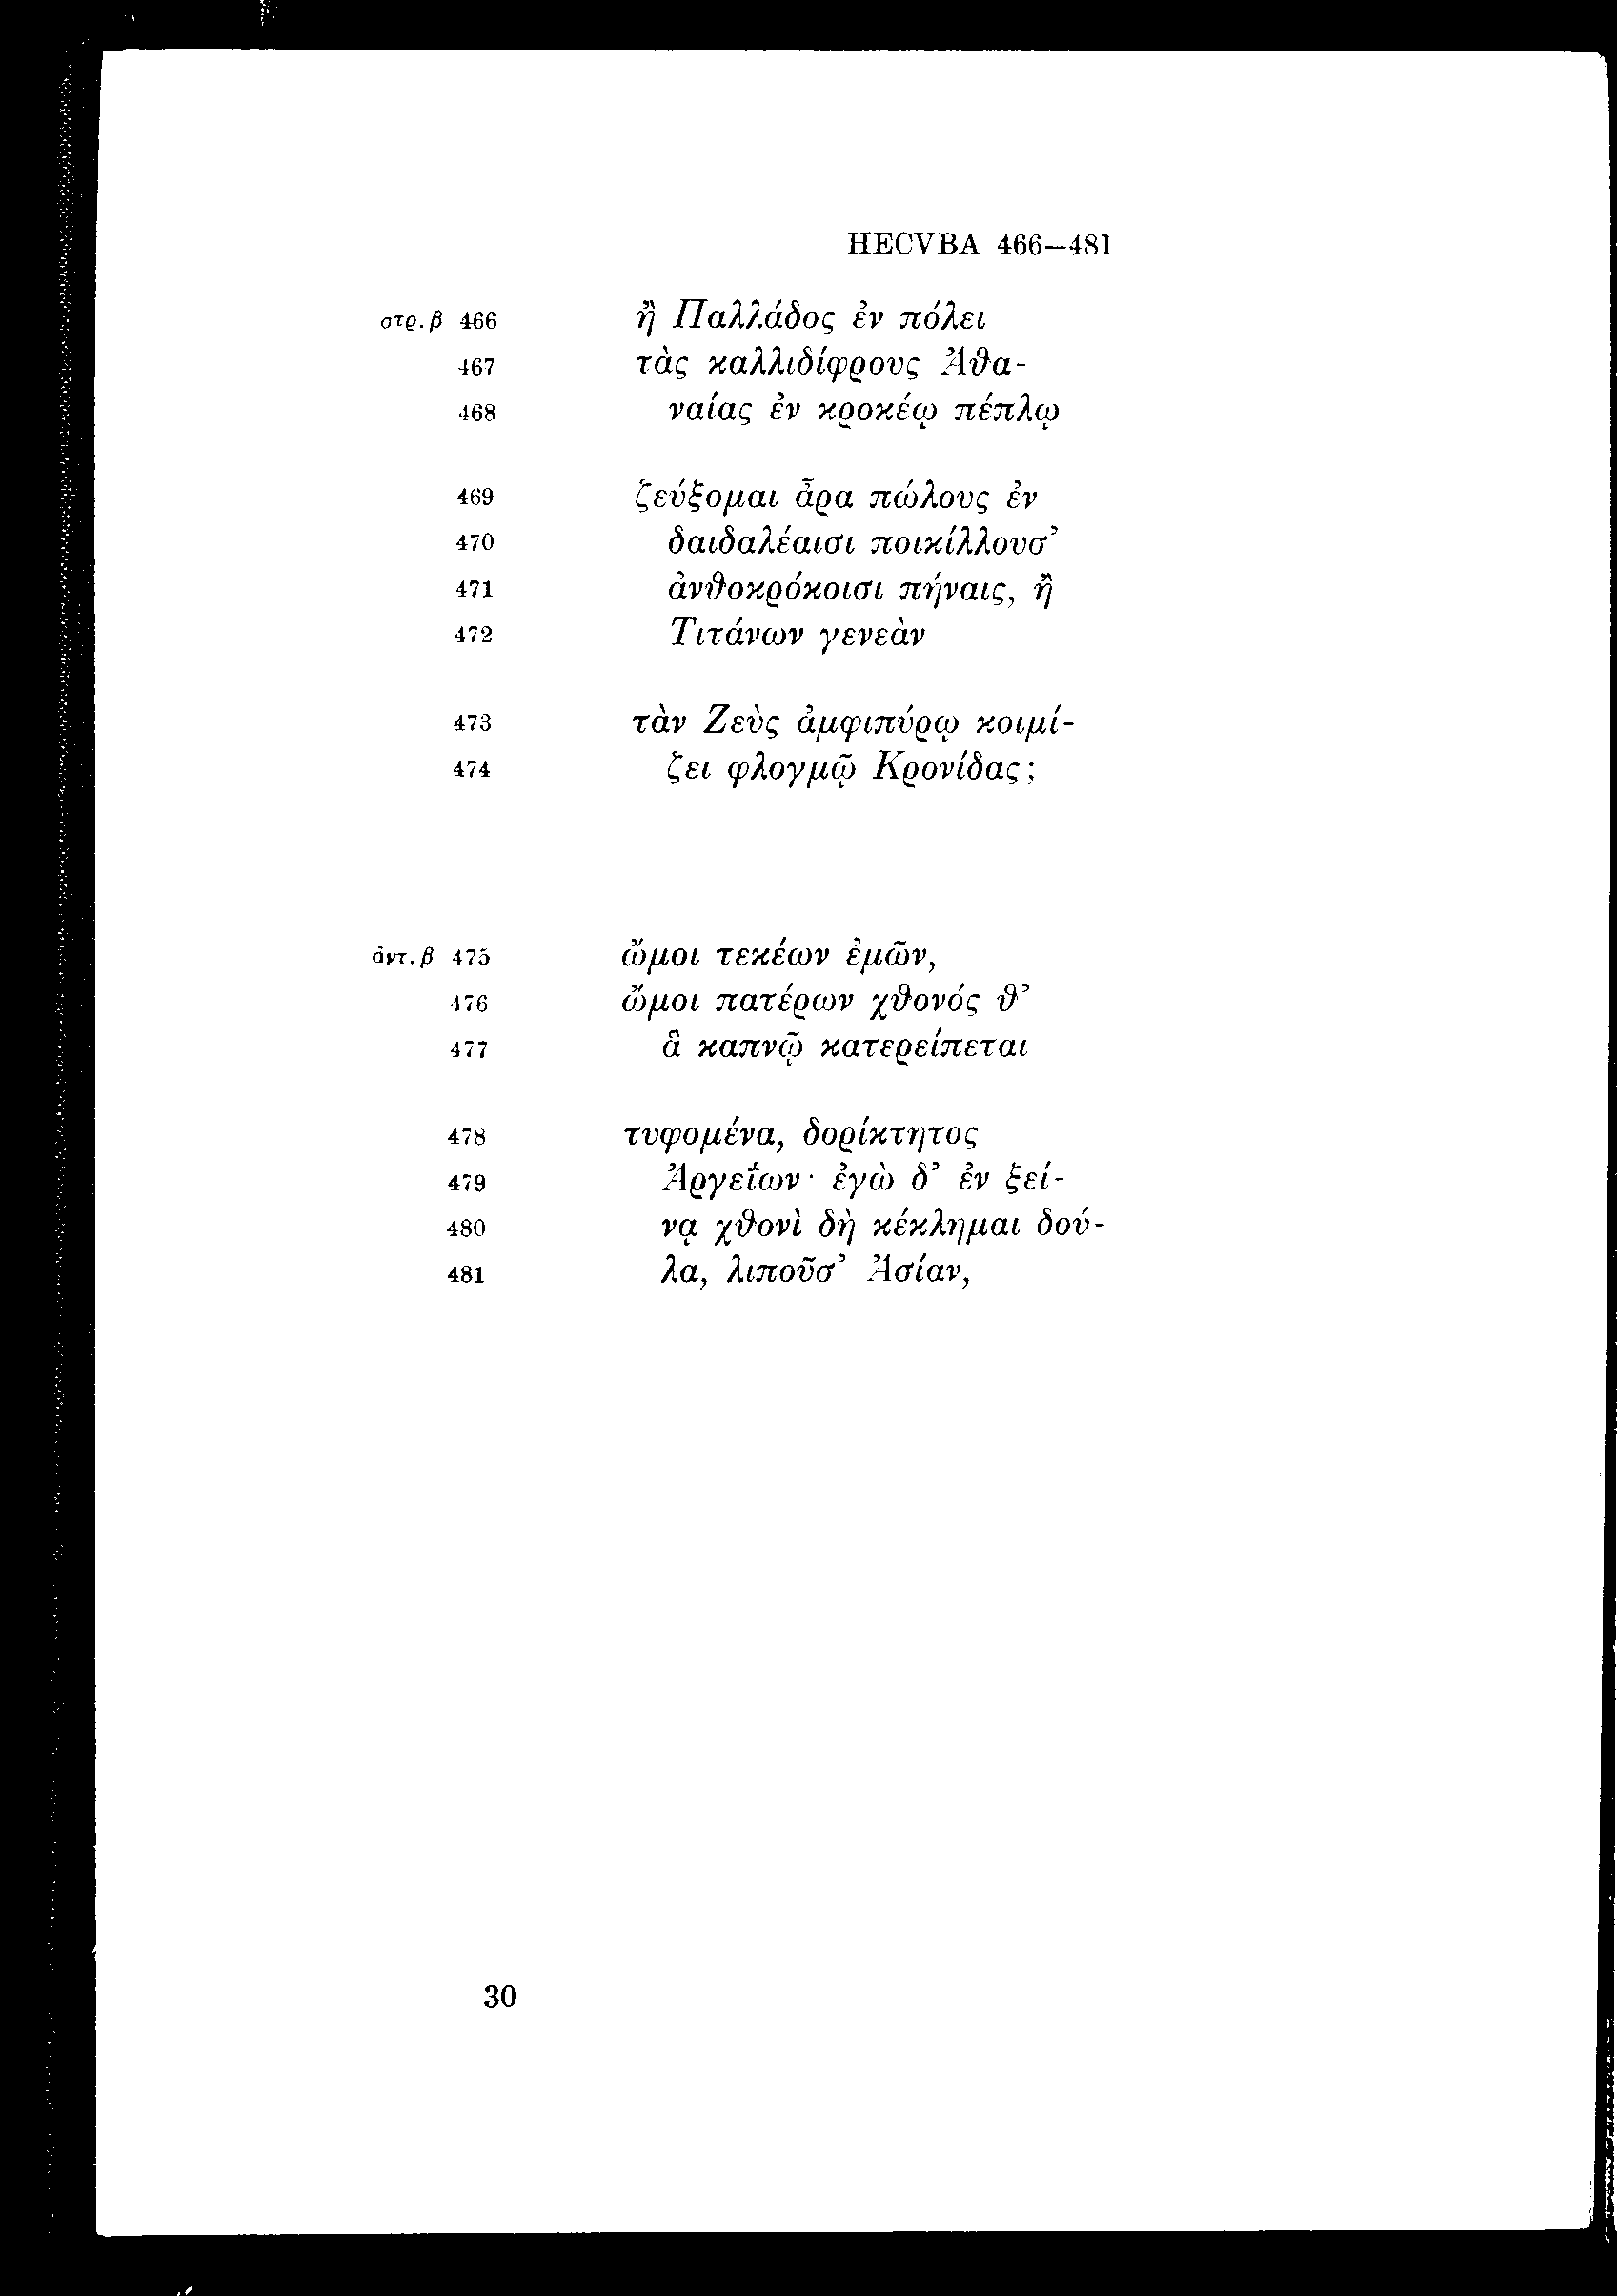 HECVBA 466–481
στρ. β 466 ἢ Παλλάδος ἐν πόλει
467 τὰς καλλιδίφρους Ἀθα-
468 ναίας ἐν κροκέῳ πέπλῳ
469 ζεύξομαι ἆρα πώλους ἐν
470 δαιδαλέαισι ποικίλλουσ’
471 ἀνθοκρόκοισι πήναις, ἢ
472 Τιτάνων γενεὰν
473 τὰν Ζεὺς ἀμφιπύρῳ κοιμί-
474 ζει φλογμῷ Κρονίδας;
ἀντ. β 475 ὤμοι τεκέων ἐμῶν,
476 ὤμοι πατέρων χθονός θ’
477 ἃ καπνῷ κατερείπεται
478 τυφομένα, δορίκτητος
479 Ἀργεΐων· ἐγὼ δ’ ἐν ξεί-
480 νᾳ χθονὶ δὴ κέκλημαι δού-
481 λα, λιποῦσ’ Ἀσίαν,
30